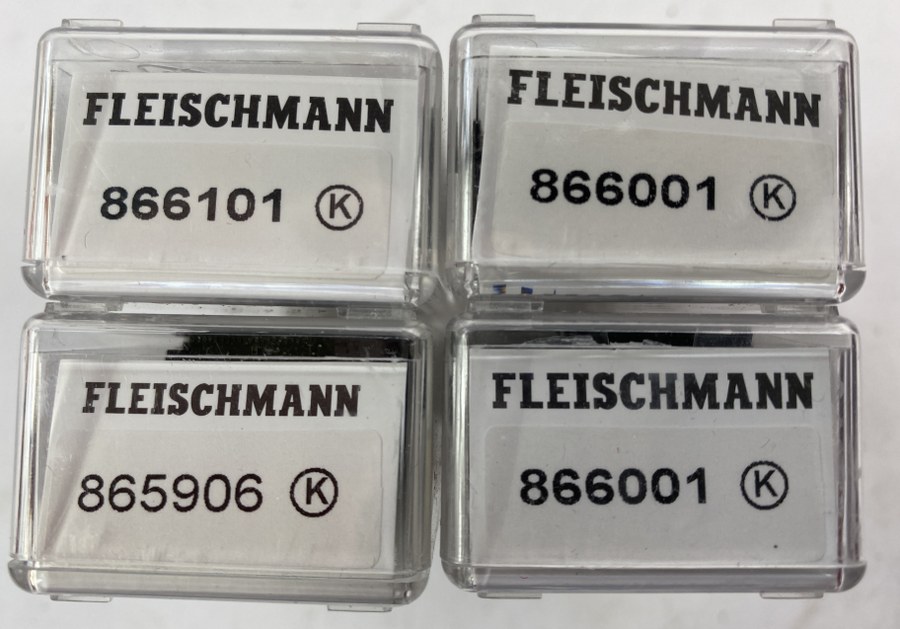 FLEISCHMANN
866101 Ⓚ
FLEISCHMANN
866001 Ⓚ
FLEISCHMANN
865906 Ⓚ
FLEISCHMANN
866001 Ⓚ